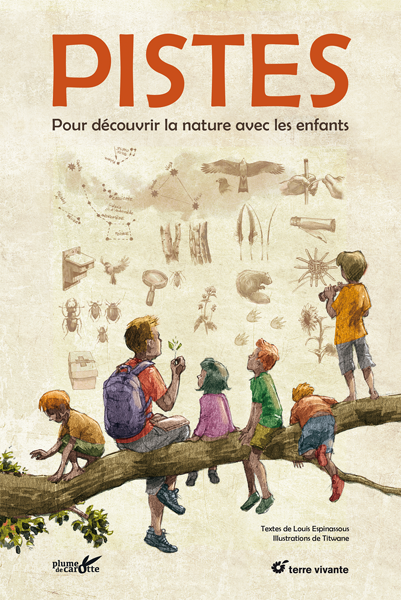 PISTES
Pour découvrir la nature avec les enfants
Textes de Louis Espinassous
Illustrations de Titwane
plume
de carotte
terre vivante